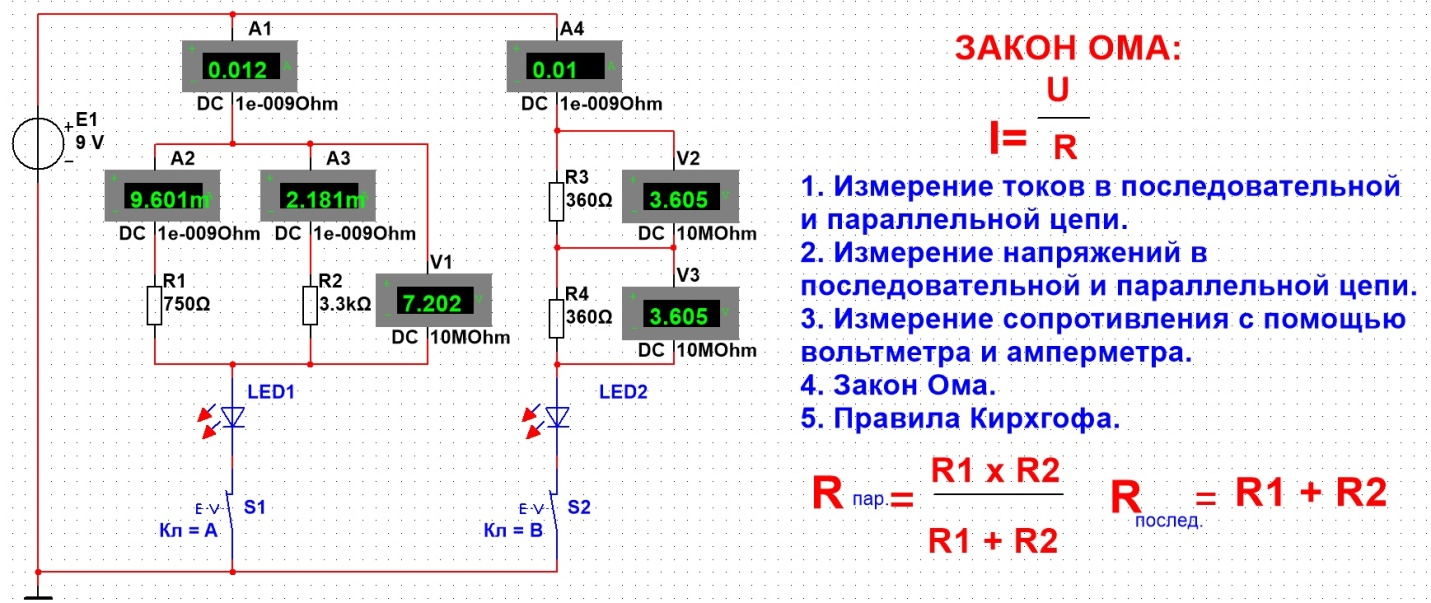 A1
0.012 A
DC 1e-009Ohm
A4
0.01 A
DC 1e-009Ohm
+ E1
9 V
−
A2
9.601m
DC 1e-009Ohm
A3
2.181m
DC 1e-009Ohm
R1
750Ω
R2
3.3kΩ
V1
7.202 V
DC 10MOhm
R3
360Ω
V2
3.605 V
DC 10MOhm
R4
360Ω
V3
3.605 V
DC 10MOhm
LED1
LED2
E-V S1
Кл = A
E-V S2
Кл = B
ЗАКОН ОМА:
U
I=
R
1. Измерение токов в последовательной
и параллельной цепи.
2. Измерение напряжений в
последовательной и параллельной цепи.
3. Измерение сопротивления с помощью
вольтметра и амперметра.
4. Закон Ома.
5. Правила Кирхгофа.
R1 x R2
R пар.=
R1 + R2
R послед. = R1 + R2